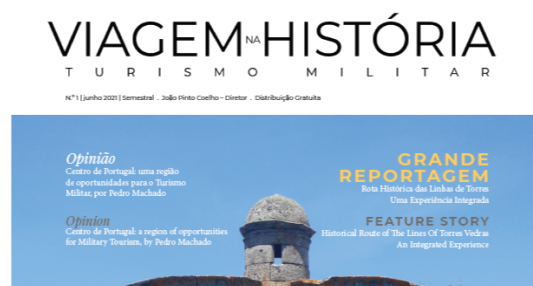 VIAGEM NA HISTÓRIA
TURISMO MILITAR
N.º 1 | junho 2021 | Semestral . João Pinto Coelho – Diretor . Distribuição Gratuita
Opinião
Centro de Portugal: uma região
de oportunidades para o Turismo
Militar, por Pedro Machado
Opinion
Centro de Portugal: a region of opportunities
for Military Tourism, by Pedro Machado
GRANDE
REPORTAGEM
Rota Histórica das Linhas de Torres
Uma Experiência Integrada
FEATURE STORY
Historical Route of The Lines Of Torres Vedras
An Integrated Experience